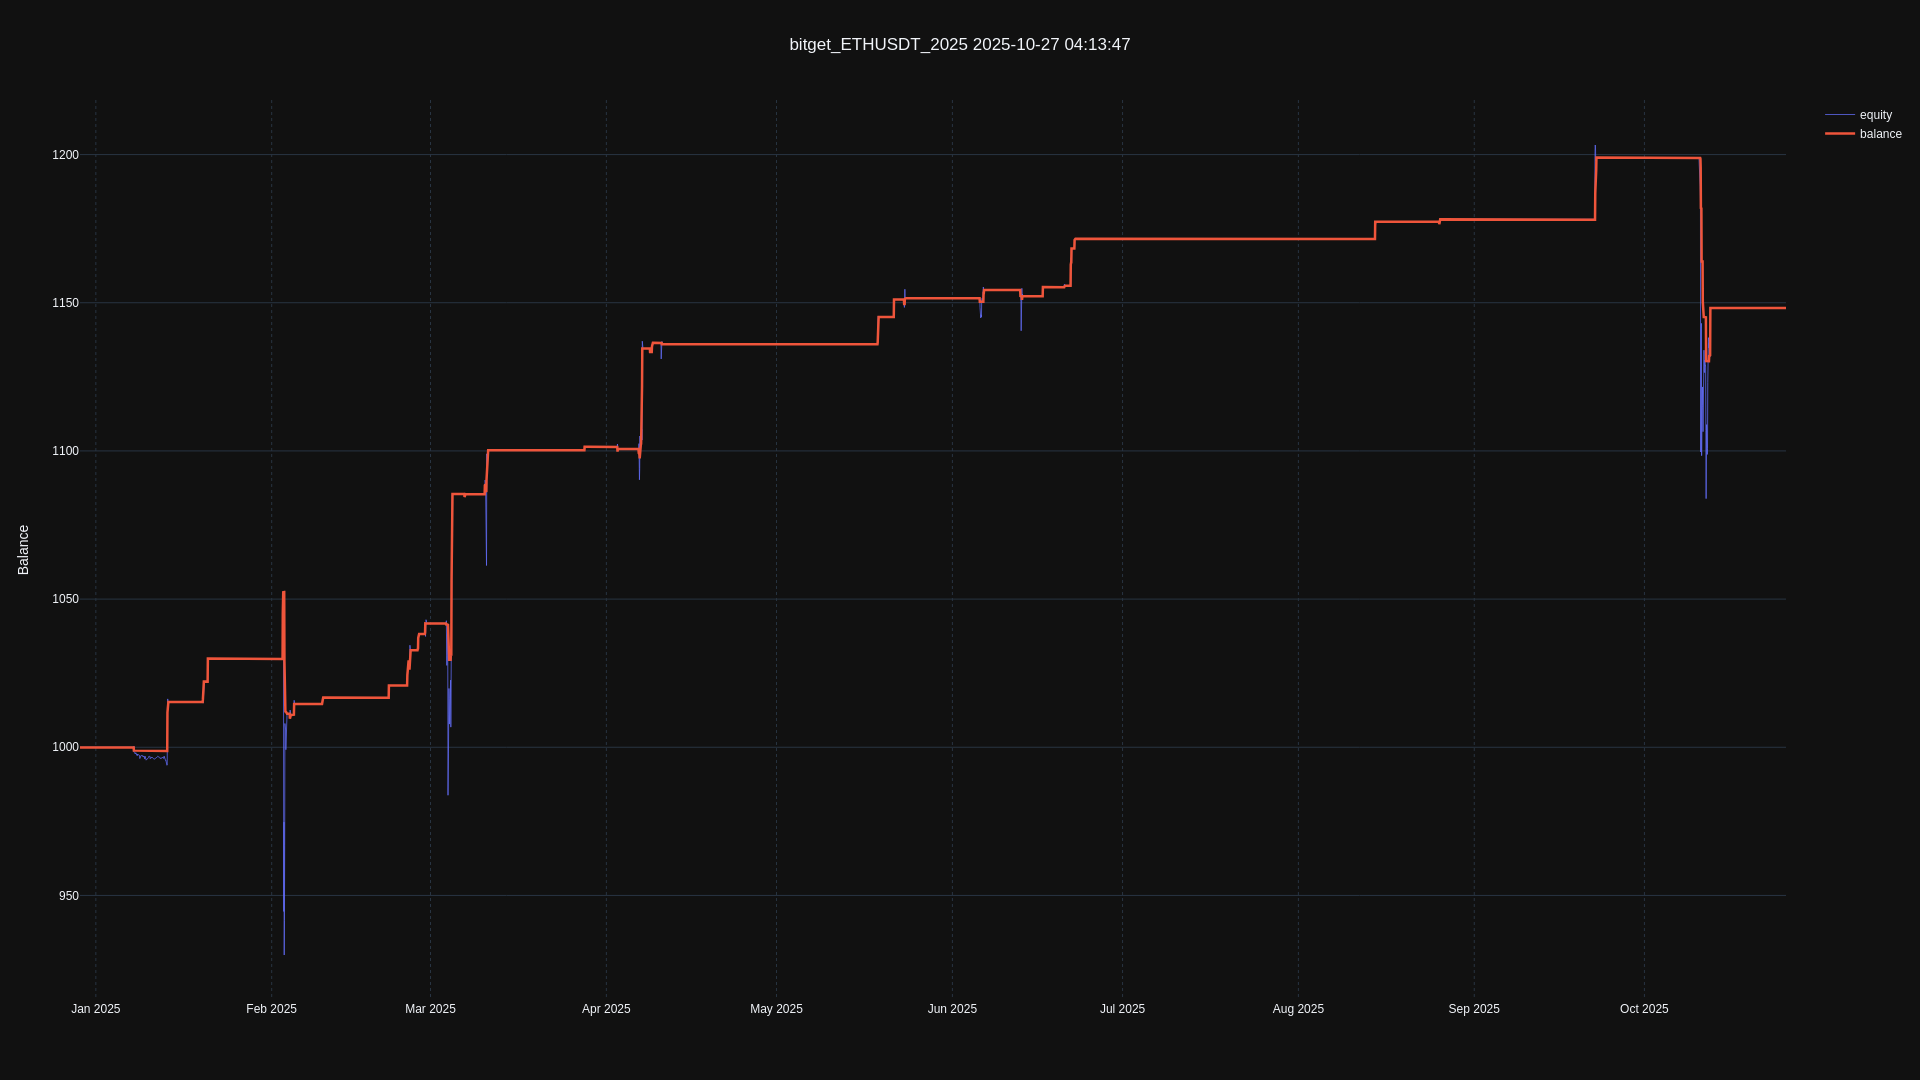 bitget_ETHUSDT_2025 2025-10-27 04:13:47
equity
balance
1200
1150
1100
1050
1000
950
Balance
Jan 2025
Feb 2025
Mar 2025
Apr 2025
May 2025
Jun 2025
Jul 2025
Aug 2025
Sep 2025
Oct 2025